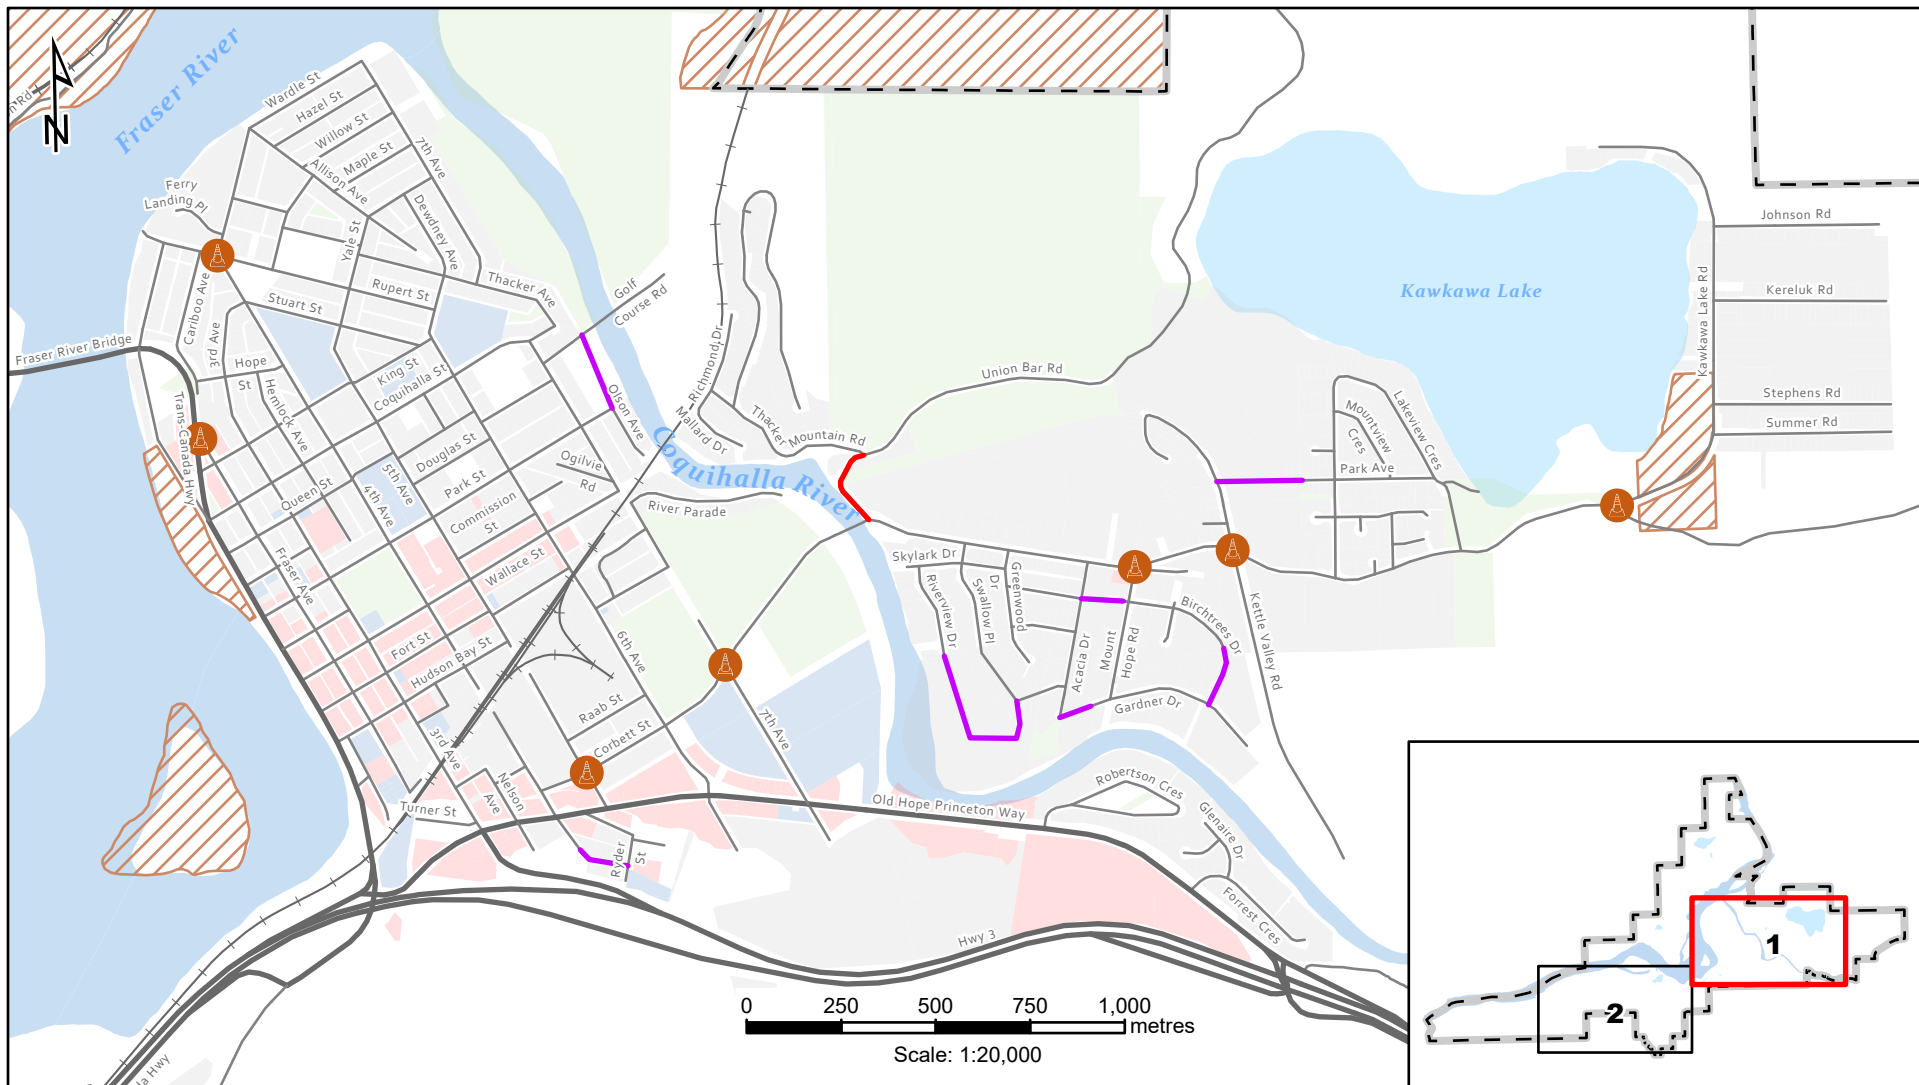 Fraser River
N
Wardle St
Hazel St
Willow St
Maple St
Allison Ave
7th Ave
Ferry
Landing Pl
Yale St
Dewdney Ave
Cariboo Ave
3rd Ave
Stuart St
Rupert St
Thacker Ave
Golf
Course Rd
Fraser River Bridge
Hope
St
Hemlock Ave
King St
Coquihalla St
Trans-Canada Hwy
Queen St
5th Ave
4th Ave
Douglas St
Park St
Commission
St
Ogilvie
Rd
Olson Ave
Coquihalla River
River Parade
Richmond Dr
Mallard Dr
Thacker
Mountain Rd
Union Bar Rd
Kawkawa Lake
Kawkawa Lake Rd
Johnson Rd
Kereluk Rd
Stephens Rd
Summer Rd
Lakeview Cres
Mountview
Cres
Park Ave
Fraser Ave
Wallace St
Fort St
Hudson Bay St
6th Ave
3rd Ave
Raab St
Corbett St
7th Ave
Nelson
Ave
Turner St
Ryder
St
Skylark Dr
Riverview Dr
Swallow Pl
Dr
Greenwood
Acacia Dr
Mount
Hope Rd
Birchtrees Dr
Kettle Valley Rd
Gardner Dr
Robertson Cres
Glenaire Dr
Forrest Cres
Old Hope Princeton Way
Hwy 3
0 250 500 750 1,000
metres
Scale: 1:20,000
1
2